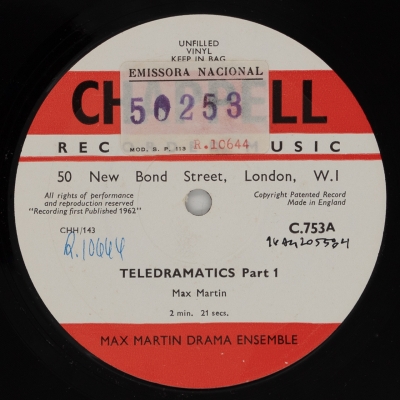 UNFILLED
VINYL
KEEP IN BAG
EMISSORA NACIONAL
CH LL
50253
MOD. S. P. 113 R.10644
REC USIC
50 New Bond Street, London, W.1
All rights of performance
and reproduction reserved
"Recording first Published 1962"
Copyright Patented Record
Made in England
CHH/143
C.753A
R.10644
TELEDRAMATICS Part 1
Max Martin
2 min. 21 secs.
MAX MARTIN DRAMA ENSEMBLE